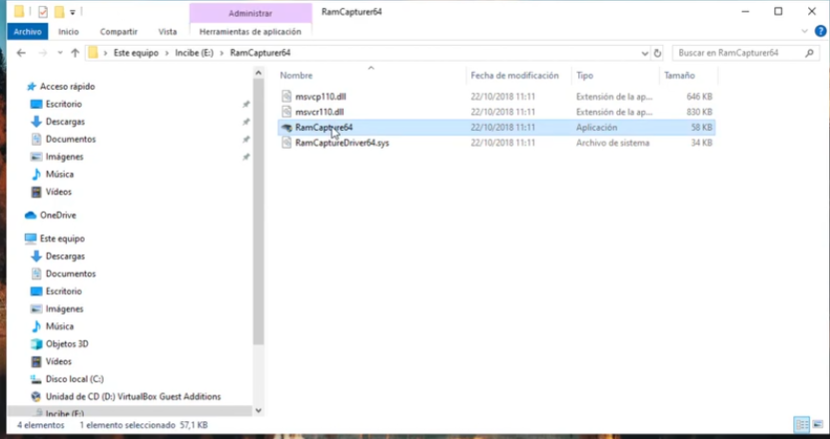 Administrar
RamCapturer64
Archivo
Inicio
Compartir
Vista
Herramientas de aplicación
Este equipo
Incibe (E:)
RamCapturer64
Buscar en RamCapturer64
Acceso rápido
Escritorio
Descargas
Documentos
Imágenes
Música
Vídeos
OneDrive
Este equipo
Descargas
Documentos
Escritorio
Imágenes
Música
Objetos 3D
Vídeos
Disco local (C:)
Unidad de CD (D:) VirtualBox Guest Additions
Incibe (E:)
Nombre Fecha de modificación Tipo Tamaño
msvcp110.dll 22/10/2018 11:11 Extensión de la ap... 646 KB
msvcr110.dll 22/10/2018 11:11 Extensión de la ap... 830 KB
RamCapture64 22/10/2018 11:11 Aplicación 58 KB
RamCaptureDriver64.sys 22/10/2018 11:11 Archivo de sistema 34 KB
4 elementos 1 elemento seleccionado 57,1 KB